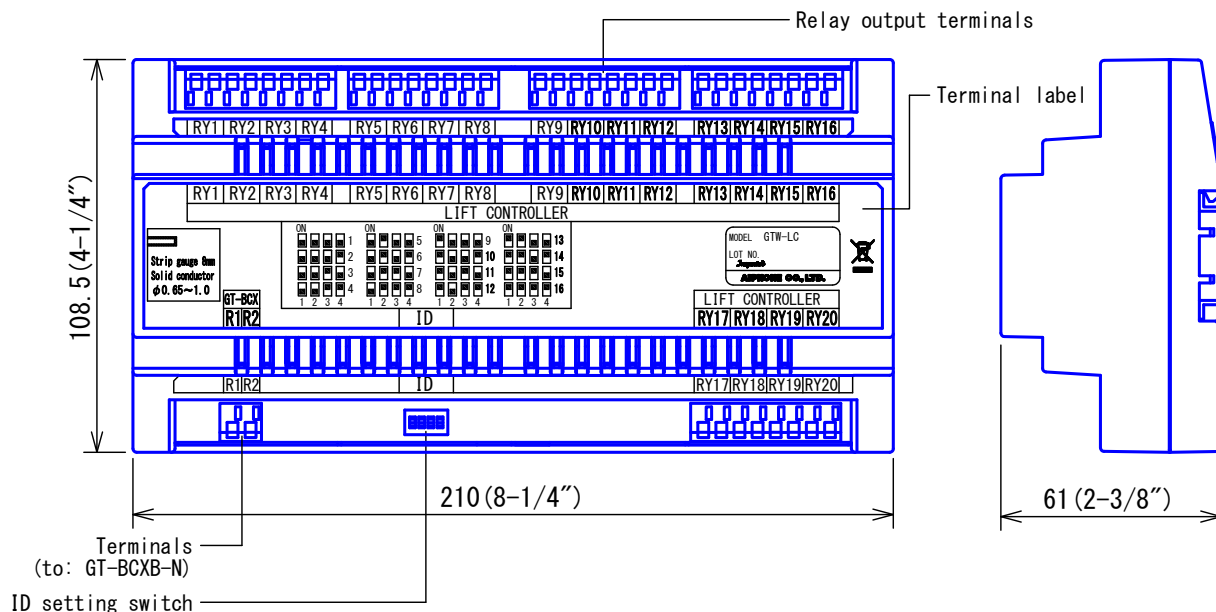 Relay output terminals
Terminal label
RY1 RY2 RY3 RY4 RY5 RY6 RY7 RY8 RY9 RY10 RY11 RY12 RY13 RY14 RY15 RY16
RY1 RY2 RY3 RY4 RY5 RY6 RY7 RY8 RY9 RY10 RY11 RY12 RY13 RY14 RY15 RY16
LIFT CONTROLLER
ON ON ON ON
1 5 9 13
2 6 10 14
3 7 11 15
4 8 12 16
1 2 3 4 1 2 3 4 1 2 3 4 1 2 3 4
Strip gauge 8mm
Solid conductor
φ0.65~1.0
MODEL GTW-LC
LOT NO.
AIPHONE CO.,LTD.
GT-BCX
R1 R2
ID
LIFT CONTROLLER
RY17 RY18 RY19 RY20
R1 R2 ID RY17 RY18 RY19 RY20
108.5(4-1/4″)
210(8-1/4″)
61(2-3/8″)
Terminals
(to: GT-BCXB-N)
ID setting switch